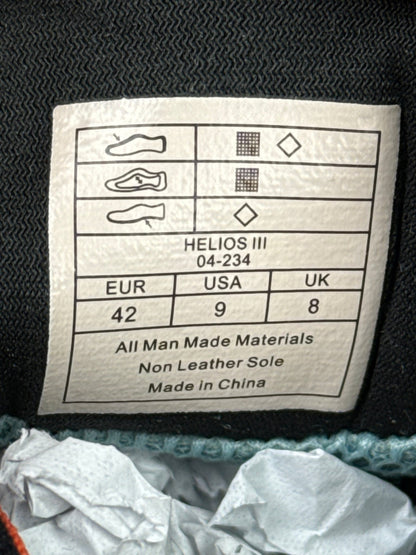 HELIOS III
04-234
EUR USA UK
42 9 8
All Man Made Materials
Non Leather Sole
Made in China